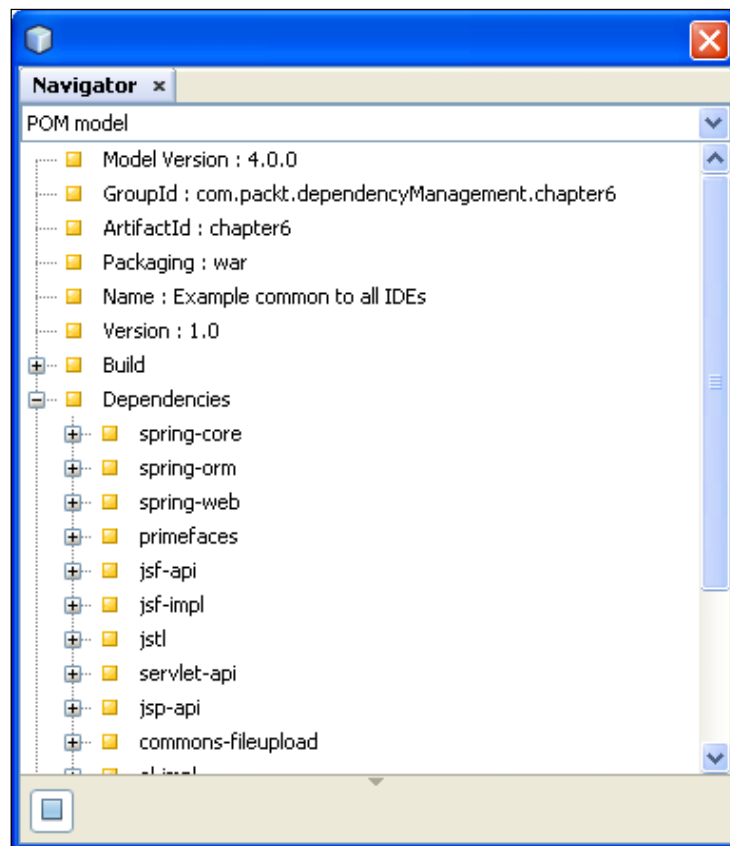 Navigator ×
POM model
Model Version : 4.0.0
GroupId : com.packt.dependencyManagement.chapter6
ArtifactId : chapter6
Packaging : war
Name : Example common to all IDEs
Version : 1.0
Build
Dependencies
spring-core
spring-orm
spring-web
primefaces
jsf-api
jsf-impl
jstl
servlet-api
jsp-api
commons-fileupload